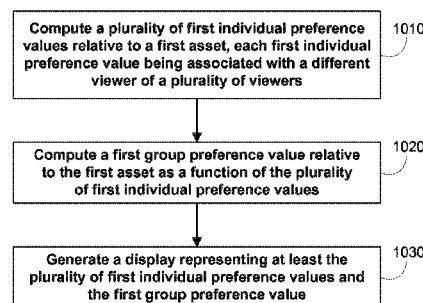 Compute a plurality of first individual preference
values relative to a first asset, each first individual
preference value being associated with a different
viewer of a plurality of viewers
1010
Compute a first group preference value relative
to the first asset as a function of the plurality
of first individual preference values
1020
Generate a display representing at least the
plurality of first individual preference values and
the first group preference value
1030